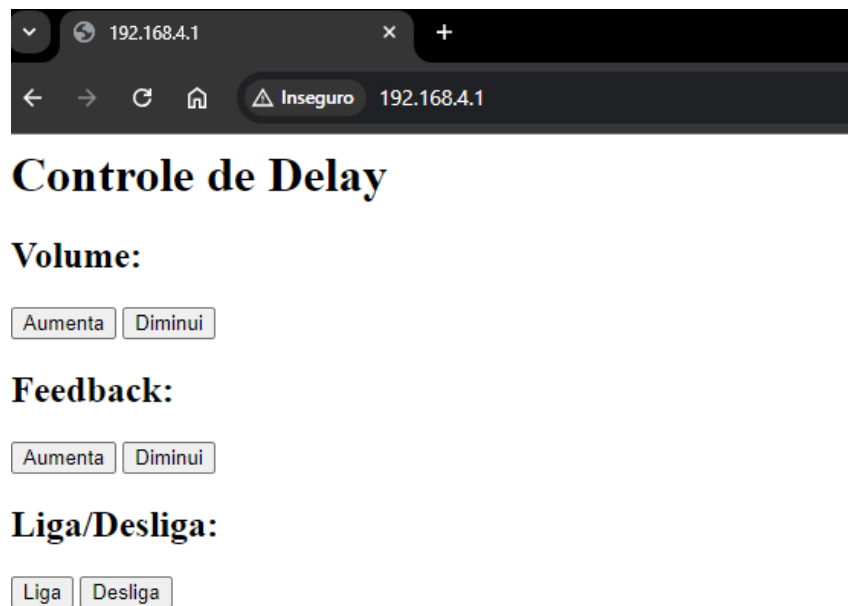 192.168.4.1
Inseguro 192.168.4.1
Controle de Delay
Volume:
Aumenta Diminui
Feedback:
Aumenta Diminui
Liga/Desliga:
Liga Desliga